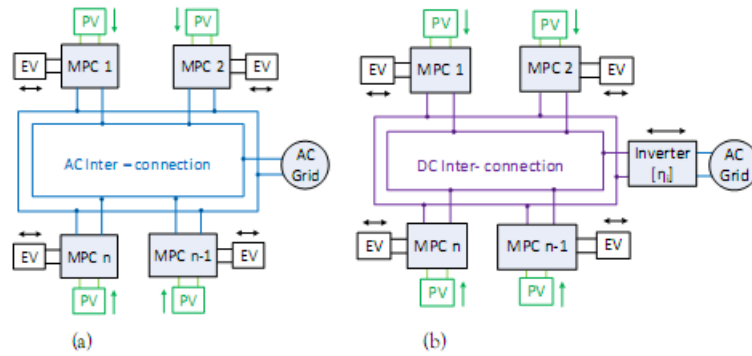 PV PV
EV MPC 1 MPC 2 EV
AC Inter – connection
AC Grid
EV MPC n MPC n-1 EV
PV PV
(a)
PV PV
EV MPC 1 MPC 2 EV
DC Inter- connection
Inverter [ηᵢ]
AC Grid
EV MPC n MPC n-1 EV
PV PV
(b)